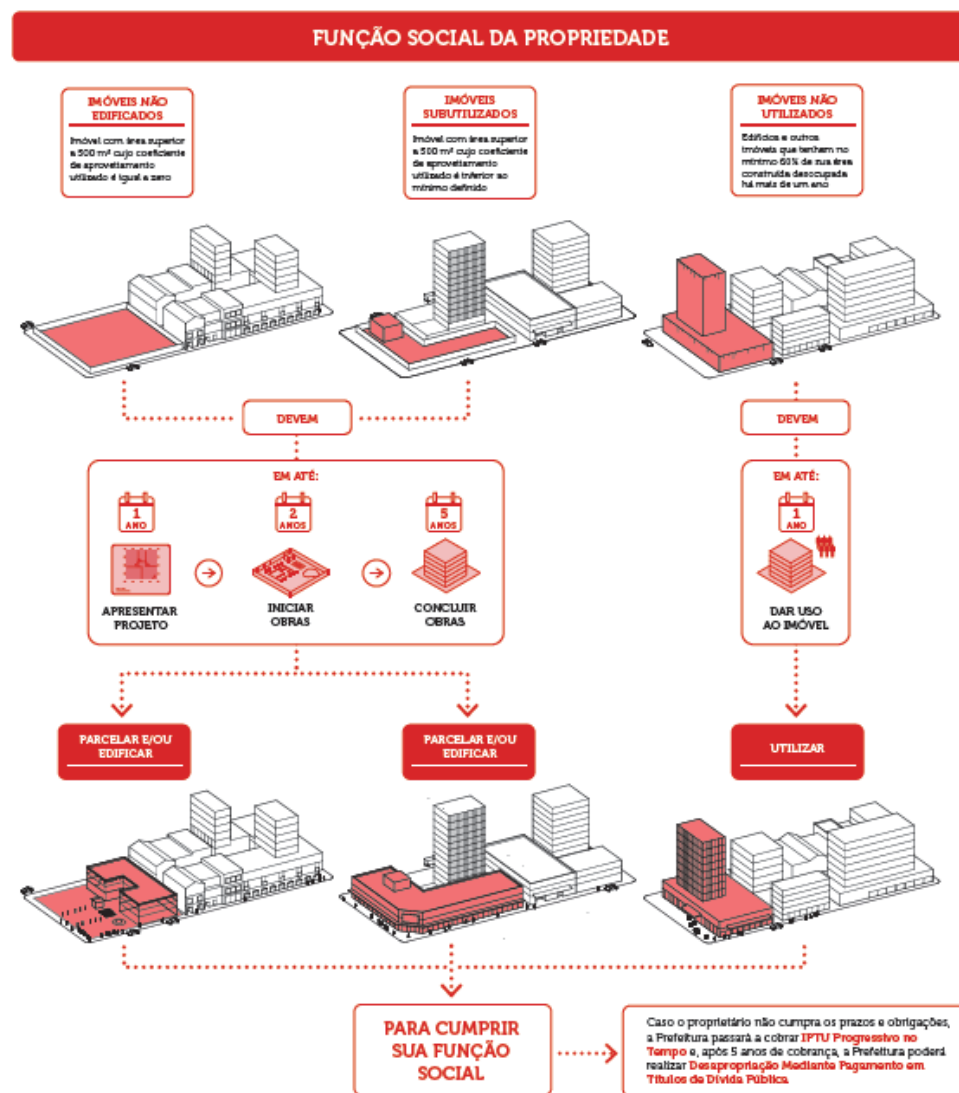 FUNÇÃO SOCIAL DA PROPRIEDADE
IMÓVEIS NÃO
EDIFICADOS
Imóvel com área superior
a 500 m² cujo coeficiente
de aproveitamento
utilizado é igual a zero
IMÓVEIS
SUBUTILIZADOS
Imóvel com área superior
a 500 m² cujo coeficiente
de aproveitamento
utilizado é inferior ao
mínimo definido
IMÓVEIS NÃO
UTILIZADOS
Edifícios e outros
imóveis que tenham no
mínimo 60% de sua área
construída desocupada
há mais de um ano
DEVEM
DEVEM
EM ATÉ:
1
ANO
2
ANOS
5
ANOS
APRESENTAR
PROJETO
INICIAR
OBRAS
CONCLUIR
OBRAS
EM ATÉ:
1
ANO
DAR USO
AO IMÓVEL
PARCELAR E/OU
EDIFICAR
PARCELAR E/OU
EDIFICAR
UTILIZAR
PARA CUMPRIR
SUA FUNÇÃO
SOCIAL
Caso o proprietário não cumpra os prazos e obrigações,
a Prefeitura passará a cobrar IPTU Progressivo no
Tempo e, após 5 anos de cobrança, a Prefeitura poderá
realizar Desapropriação Mediante Pagamento em
Títulos de Dívida Pública